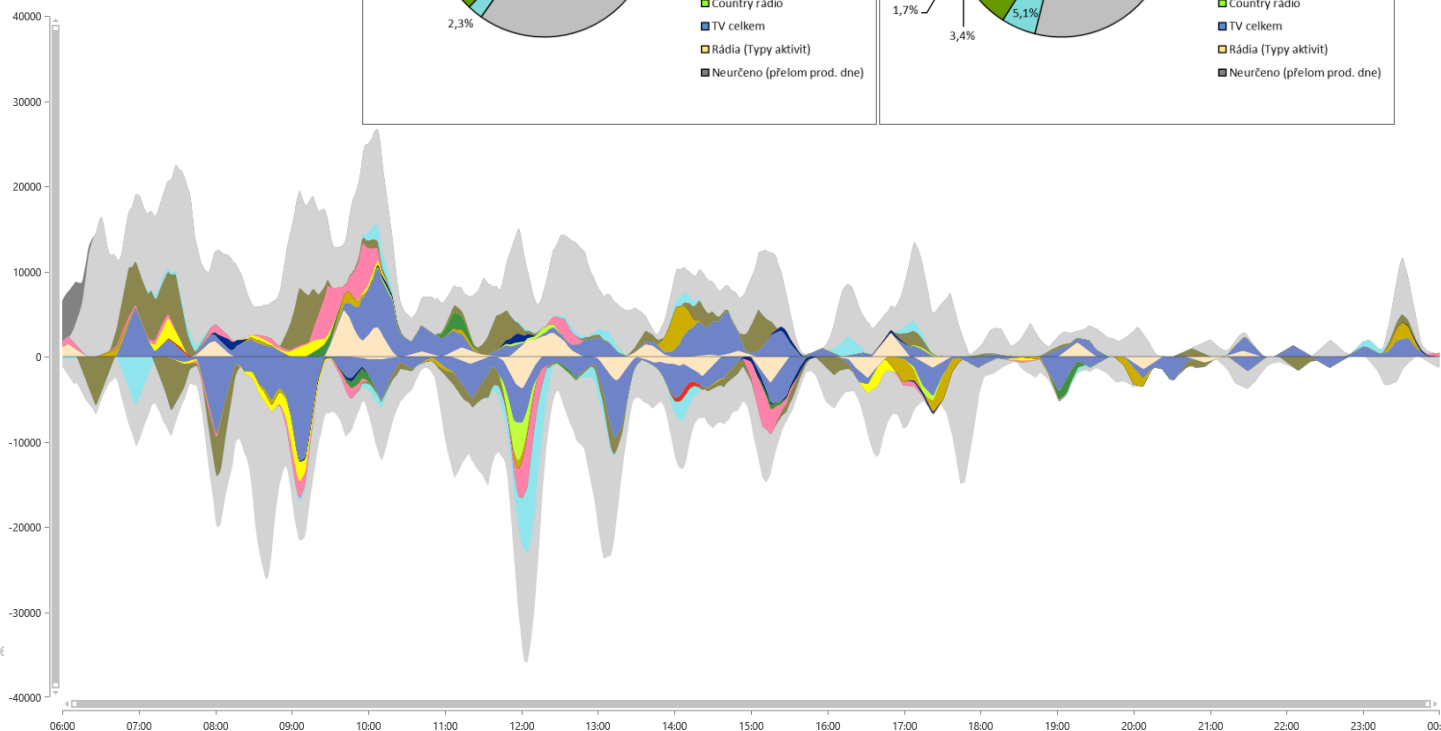 Country rádio
TV celkem
Rádia (Typy aktivit)
Neurčeno (přelom prod. dne)
2,3%
Country rádio
TV celkem
Rádia (Typy aktivit)
Neurčeno (přelom prod. dne)
1,7%
5,1%
3,4%
40000
30000
20000
10000
0
-10000
-20000
-30000
-40000
06:00 07:00 08:00 09:00 10:00 11:00 12:00 13:00 14:00 15:00 16:00 17:00 18:00 19:00 20:00 21:00 22:00 23:00 00: